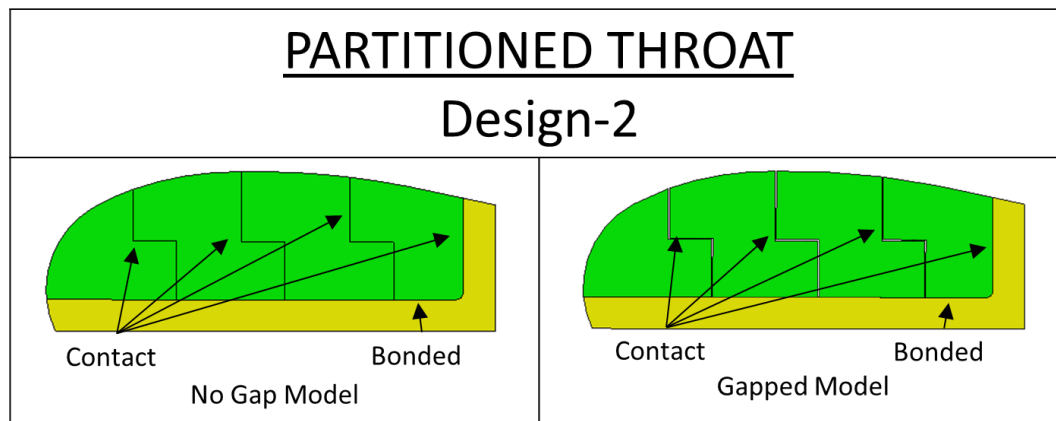 PARTITIONED THROAT
Design-2
Contact
Bonded
No Gap Model
Contact
Bonded
Gapped Model